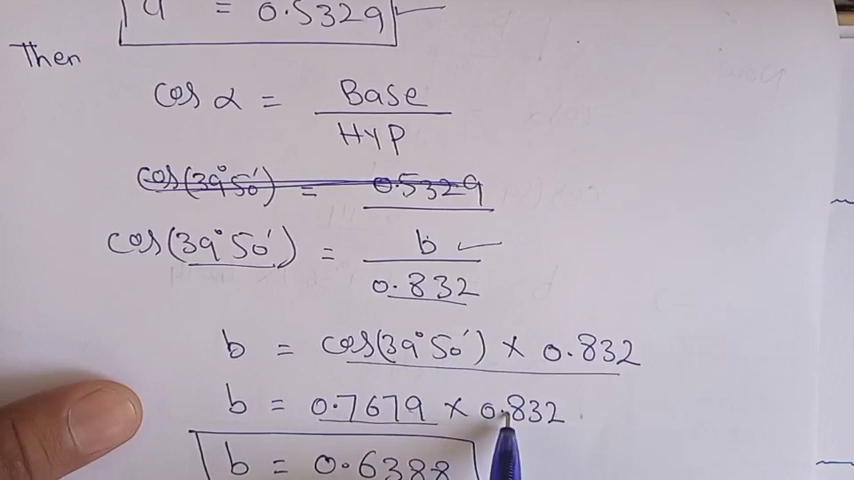 a = 0.5329
Then
cos α = Base / HYP
cos(39°50') = 0.5329
cos(39°50') = b / 0.832
b = cos(39°50') × 0.832
b = 0.7679 × 0.832
b = 0.6388